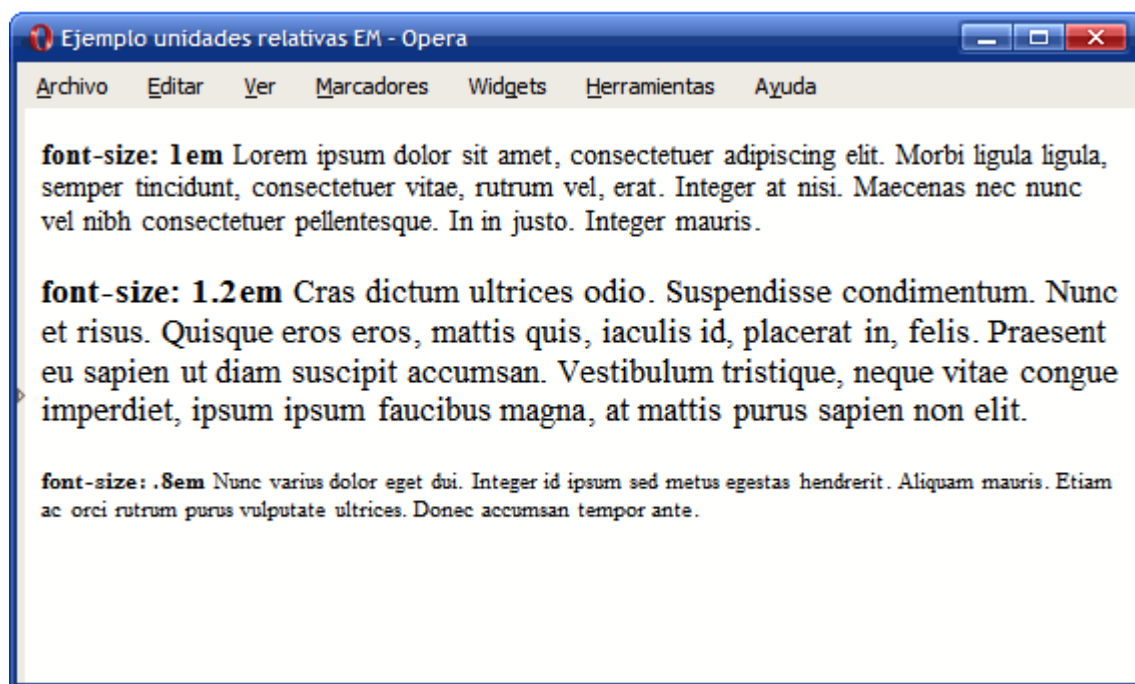 Ejemplo unidades relativas EM - Opera
Archivo Editar Ver Marcadores Widgets Herramientas Ayuda
font-size: 1em Lorem ipsum dolor sit amet, consectetuer adipiscing elit. Morbi ligula ligula,
semper tincidunt, consectetuer vitae, rutrum vel, erat. Integer at nisi. Maecenas nec nunc
vel nibh consectetuer pellentesque. In in justo. Integer mauris.
font-size: 1.2em Cras dictum ultrices odio. Suspendisse condimentum. Nunc
et risus. Quisque eros eros, mattis quis, iaculis id, placerat in, felis. Praesent
eu sapien ut diam suscipit accumsan. Vestibulum tristique, neque vitae congue
imperdiet, ipsum ipsum faucibus magna, at mattis purus sapien non elit.
font-size: .8em Nunc varius dolor eget dui. Integer id ipsum sed metus egestas hendrerit. Aliquam mauris. Etiam
ac orci rutrum purus vulputate ultrices. Donec accumsan tempor ante.